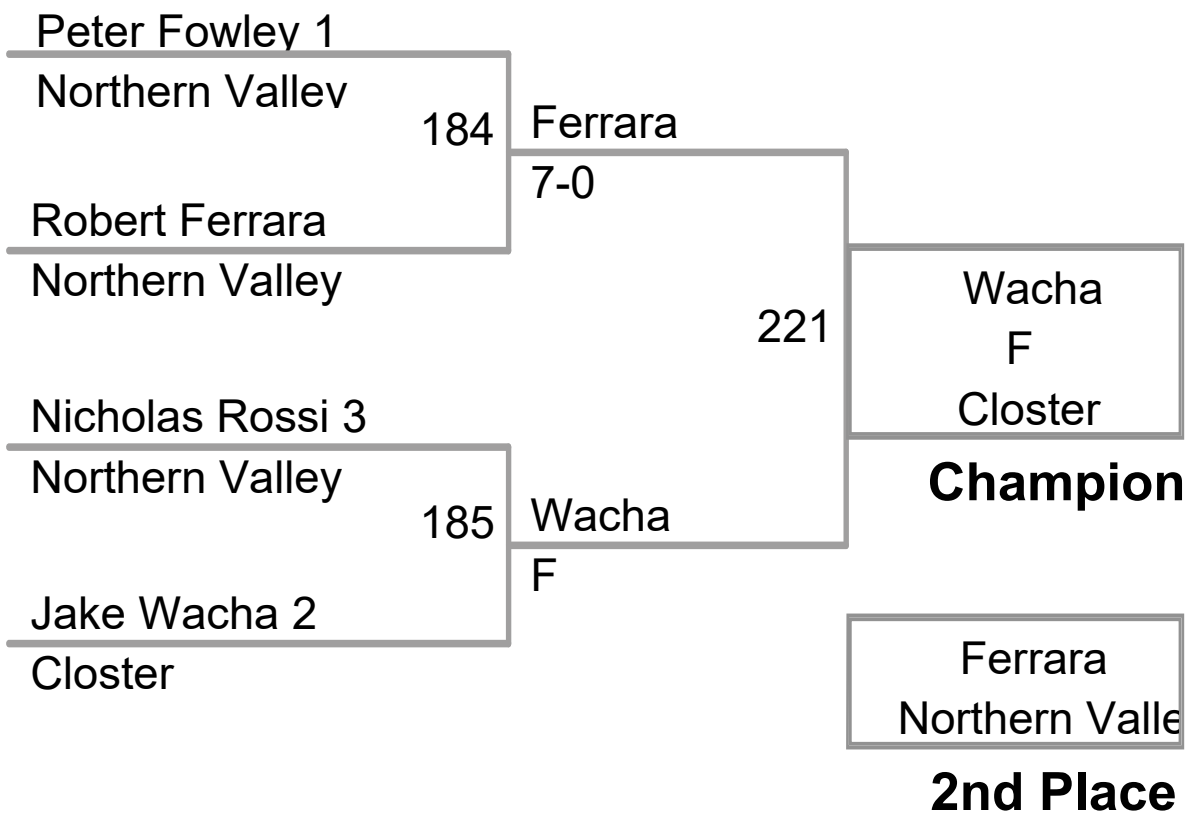 Peter Fowley 1
Northern Valley
184
Ferrara
7-0
Robert Ferrara
Northern Valley
221
Wacha
F
Closter
Champion
Nicholas Rossi 3
Northern Valley
185
Wacha
F
Jake Wacha 2
Closter
Ferrara
Northern Valle
2nd Place